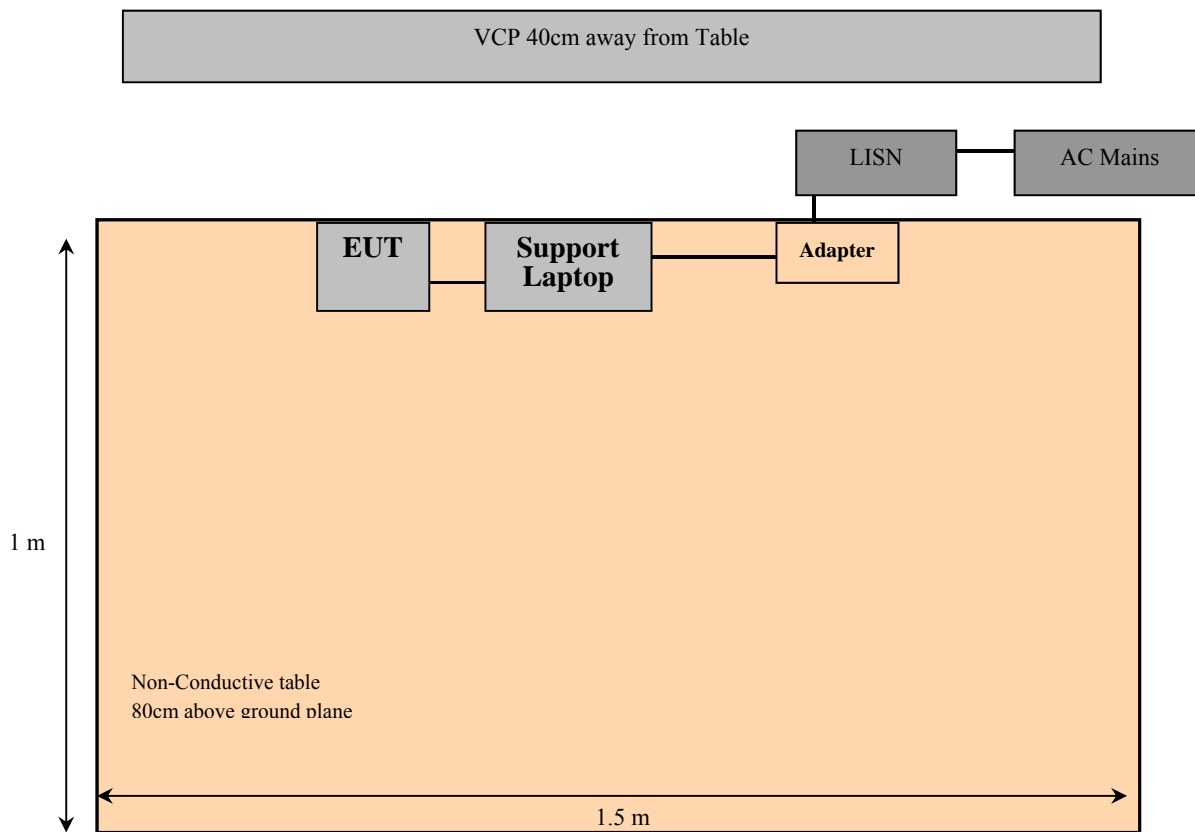 VCP 40cm away from Table
LISN
AC Mains
EUT
Support
Laptop
Adapter
1 m
Non-Conductive table
80cm above ground plane
1.5 m